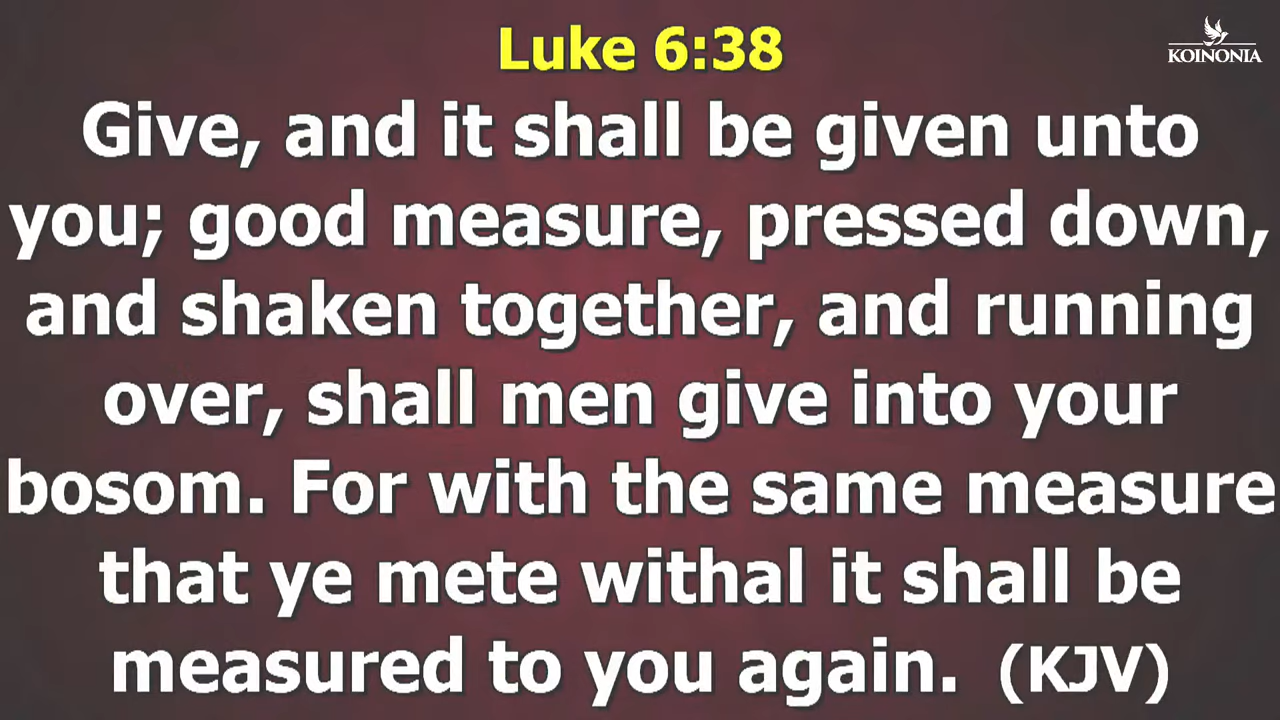 Luke 6:38
KOINONIA
Give, and it shall be given unto
you; good measure, pressed down,
and shaken together, and running
over, shall men give into your
bosom. For with the same measure
that ye mete withal it shall be
measured to you again. (KJV)